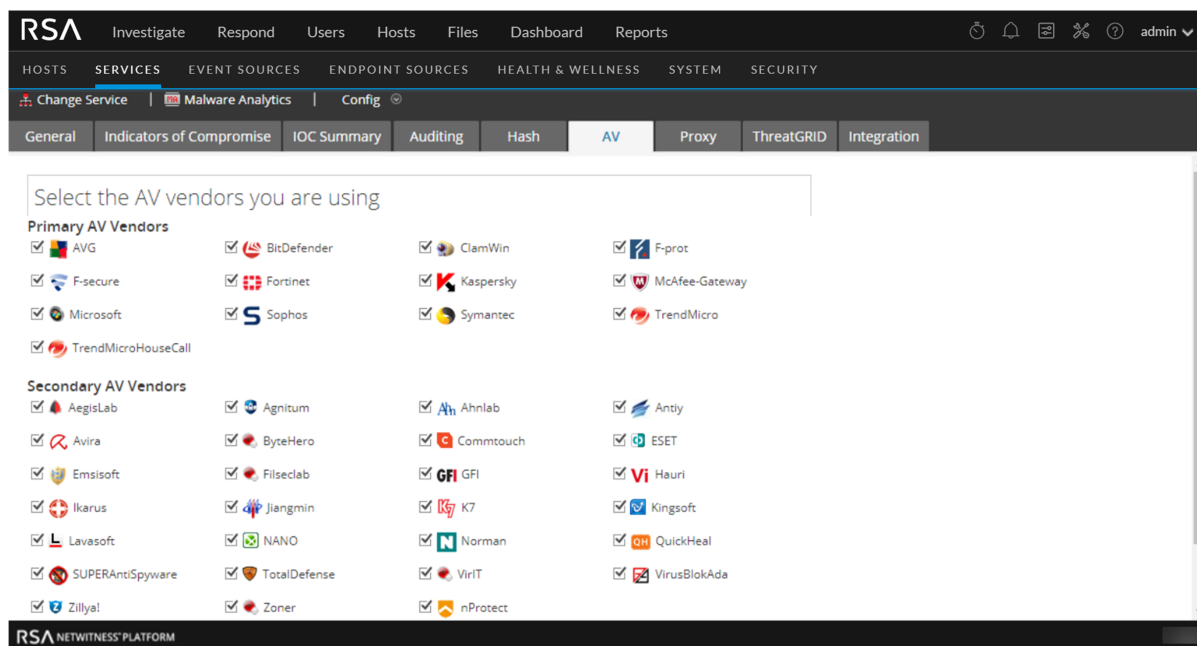 RSA Investigate Respond Users Hosts Files Dashboard Reports admin
HOSTS SERVICES EVENT SOURCES ENDPOINT SOURCES HEALTH & WELLNESS SYSTEM SECURITY
Change Service | MA Malware Analytics | Config
General Indicators of Compromise IOC Summary Auditing Hash AV Proxy ThreatGRID Integration
Select the AV vendors you are using
Primary AV Vendors
AVG BitDefender ClamWin F-prot
F-secure Fortinet Kaspersky McAfee-Gateway
Microsoft Sophos Symantec TrendMicro
TrendMicroHouseCall
Secondary AV Vendors
AegisLab Agnitum Ahnlab Antiy
Avira ByteHero Commtouch ESET
Emsisoft Filseclab GFI GFI Hauri
Ikarus Jiangmin K7 K7 Kingsoft
Lavasoft NANO Norman QH QuickHeal
SUPERAntiSpyware TotalDefense VirIT VirusBlokAda
Zillya! Zoner nProtect
RSA NETWITNESS® PLATFORM